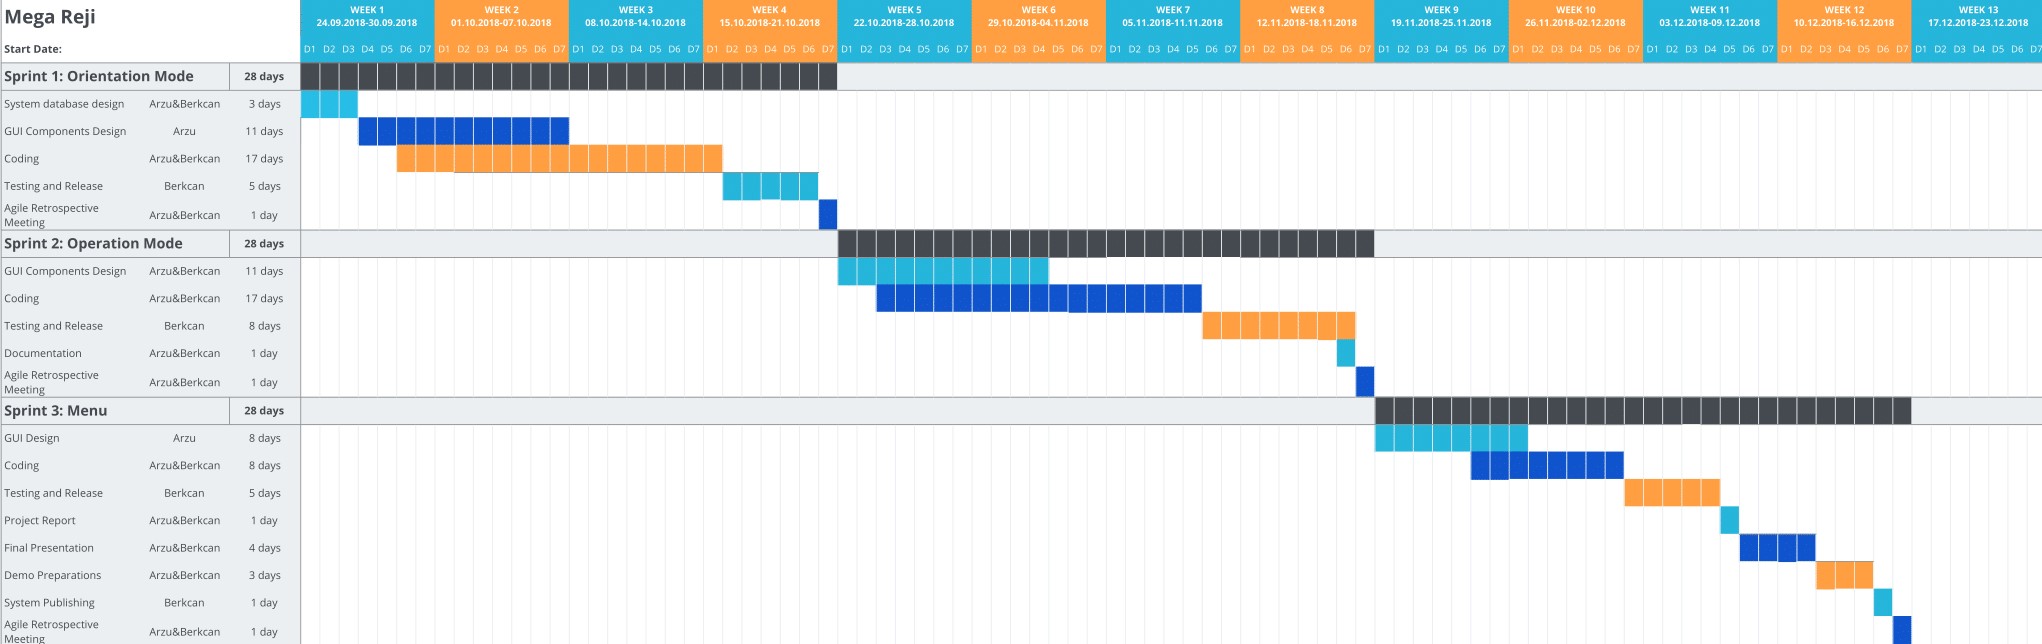 Mega Reji
WEEK 1 WEEK 2 WEEK 3 WEEK 4 WEEK 5 WEEK 6 WEEK 7 WEEK 8 WEEK 9 WEEK 10 WEEK 11 WEEK 12 WEEK 13
24.09.2018-30.09.2018 01.10.2018-07.10.2018 08.10.2018-14.10.2018 15.10.2018-21.10.2018 22.10.2018-28.10.2018 29.10.2018-04.11.2018 05.11.2018-11.11.2018 12.11.2018-18.11.2018 19.11.2018-25.11.2018 26.11.2018-02.12.2018 03.12.2018-09.12.2018 10.12.2018-16.12.2018 17.12.2018-23.12.2018
Start Date: D1 D2 D3 D4 D5 D6 D7 D1 D2 D3 D4 D5 D6 D7 D1 D2 D3 D4 D5 D6 D7 D1 D2 D3 D4 D5 D6 D7 D1 D2 D3 D4 D5 D6 D7 D1 D2 D3 D4 D5 D6 D7 D1 D2 D3 D4 D5 D6 D7 D1 D2 D3 D4 D5 D6 D7 D1 D2 D3 D4 D5 D6 D7 D1 D2 D3 D4 D5 D6 D7 D1 D2 D3 D4 D5 D6 D7 D1 D2 D3 D4 D5 D6 D7 D1 D2 D3 D4 D5 D6 D7
Sprint 1: Orientation Mode 28 days
System database design Arzu&Berkcan 3 days
GUI Components Design Arzu 11 days
Coding Arzu&Berkcan 17 days
Testing and Release Berkcan 5 days
Agile Retrospective
Meeting Arzu&Berkcan 1 day
Sprint 2: Operation Mode 28 days
GUI Components Design Arzu&Berkcan 11 days
Coding Arzu&Berkcan 17 days
Testing and Release Berkcan 8 days
Documentation Arzu&Berkcan 1 day
Agile Retrospective
Meeting Arzu&Berkcan 1 day
Sprint 3: Menu 28 days
GUI Design Arzu 8 days
Coding Arzu&Berkcan 8 days
Testing and Release Berkcan 5 days
Project Report Arzu&Berkcan 1 day
Final Presentation Arzu&Berkcan 4 days
Demo Preparations Arzu&Berkcan 3 days
System Publishing Berkcan 1 day
Agile Retrospective
Meeting Arzu&Berkcan 1 day